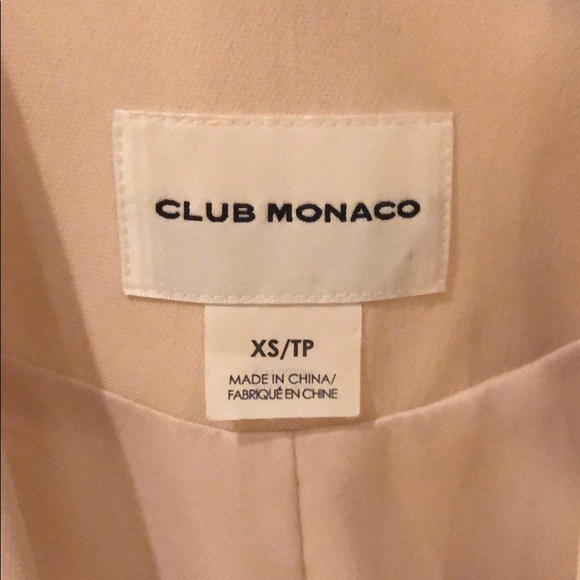 CLUB MONACO
XS/TP
MADE IN CHINA/
FABRIQUÉ EN CHINE